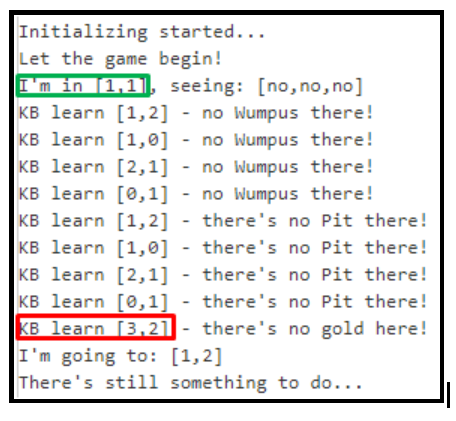 Initializing started...
Let the game begin!
I'm in [1,1], seeing: [no,no,no]
KB learn [1,2] - no Wumpus there!
KB learn [1,0] - no Wumpus there!
KB learn [2,1] - no Wumpus there!
KB learn [0,1] - no Wumpus there!
KB learn [1,2] - there's no Pit there!
KB learn [1,0] - there's no Pit there!
KB learn [2,1] - there's no Pit there!
KB learn [0,1] - there's no Pit there!
KB learn [3,2] - there's no gold here!
I'm going to: [1,2]
There's still something to do...